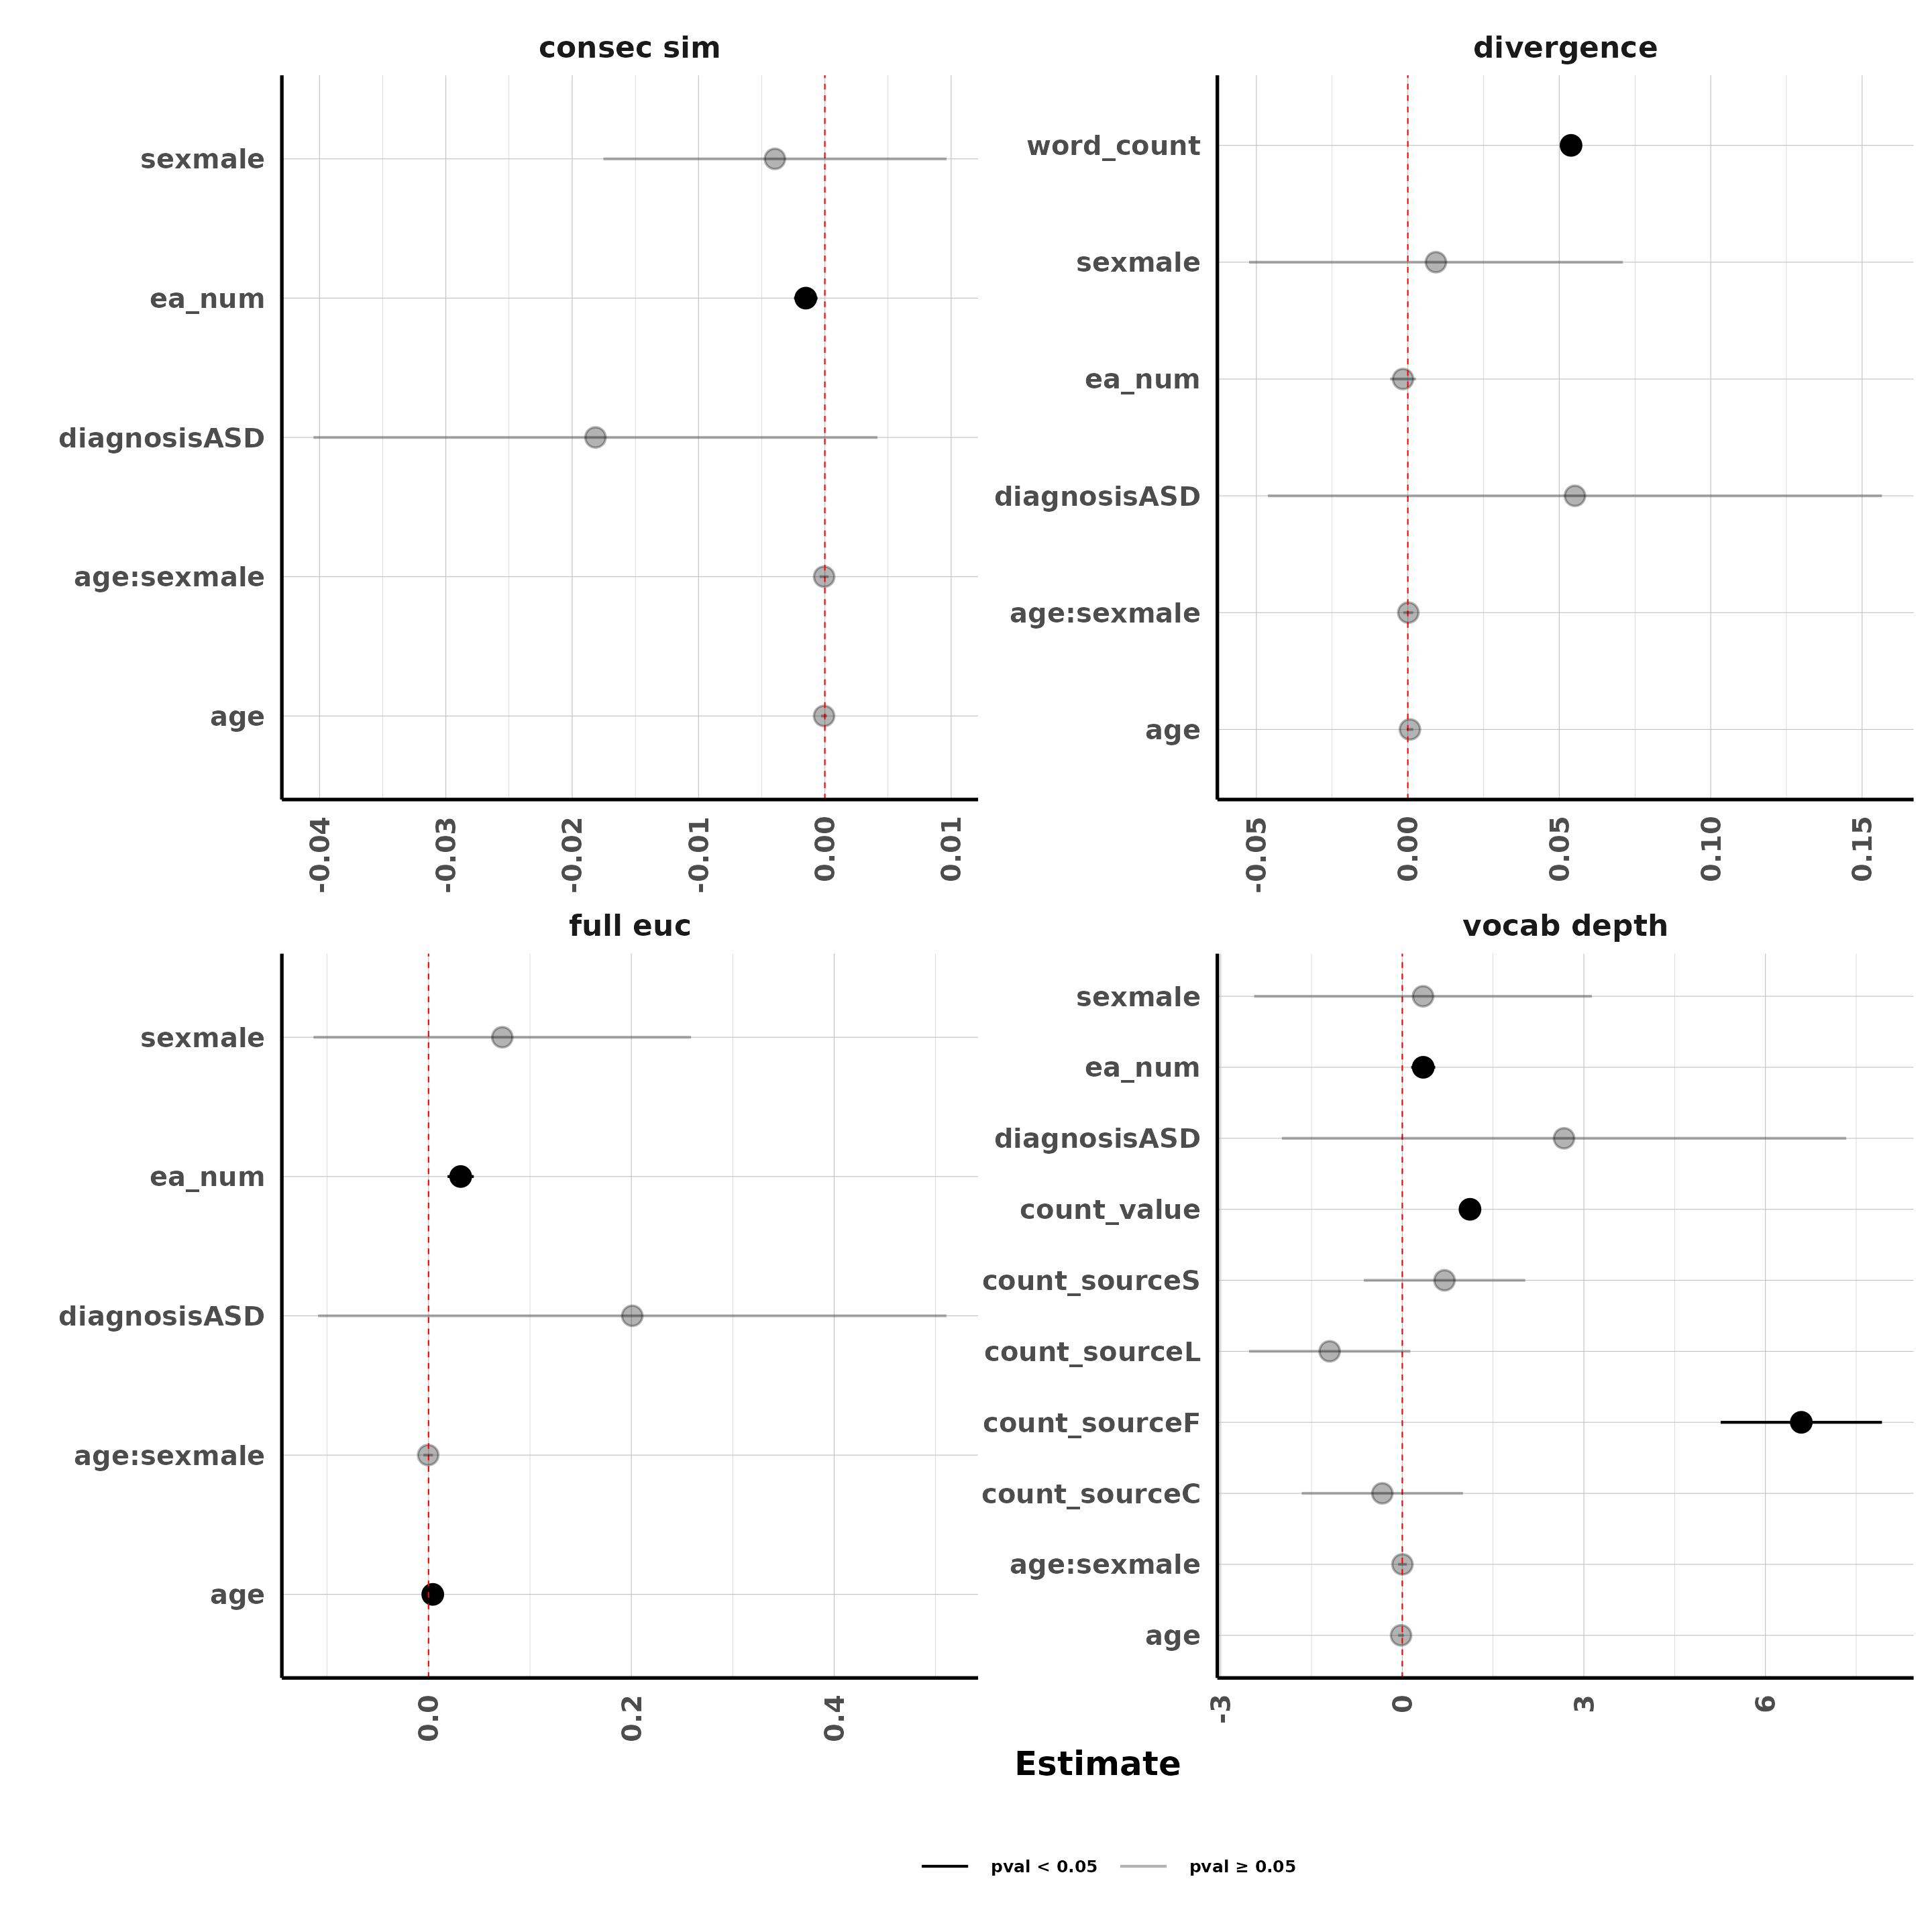 consec sim
sexmale
ea_num
diagnosisASD
age:sexmale
age
-0.04
-0.03
-0.02
-0.01
0.00
0.01
divergence
word_count
sexmale
ea_num
diagnosisASD
age:sexmale
age
-0.05
0.00
0.05
0.10
0.15
full euc
sexmale
ea_num
diagnosisASD
age:sexmale
age
0.0
0.2
0.4
vocab depth
sexmale
ea_num
diagnosisASD
count_value
count_sourceS
count_sourceL
count_sourceF
count_sourceC
age:sexmale
age
-3
0
3
6
Estimate
pval < 0.05
pval ≥ 0.05